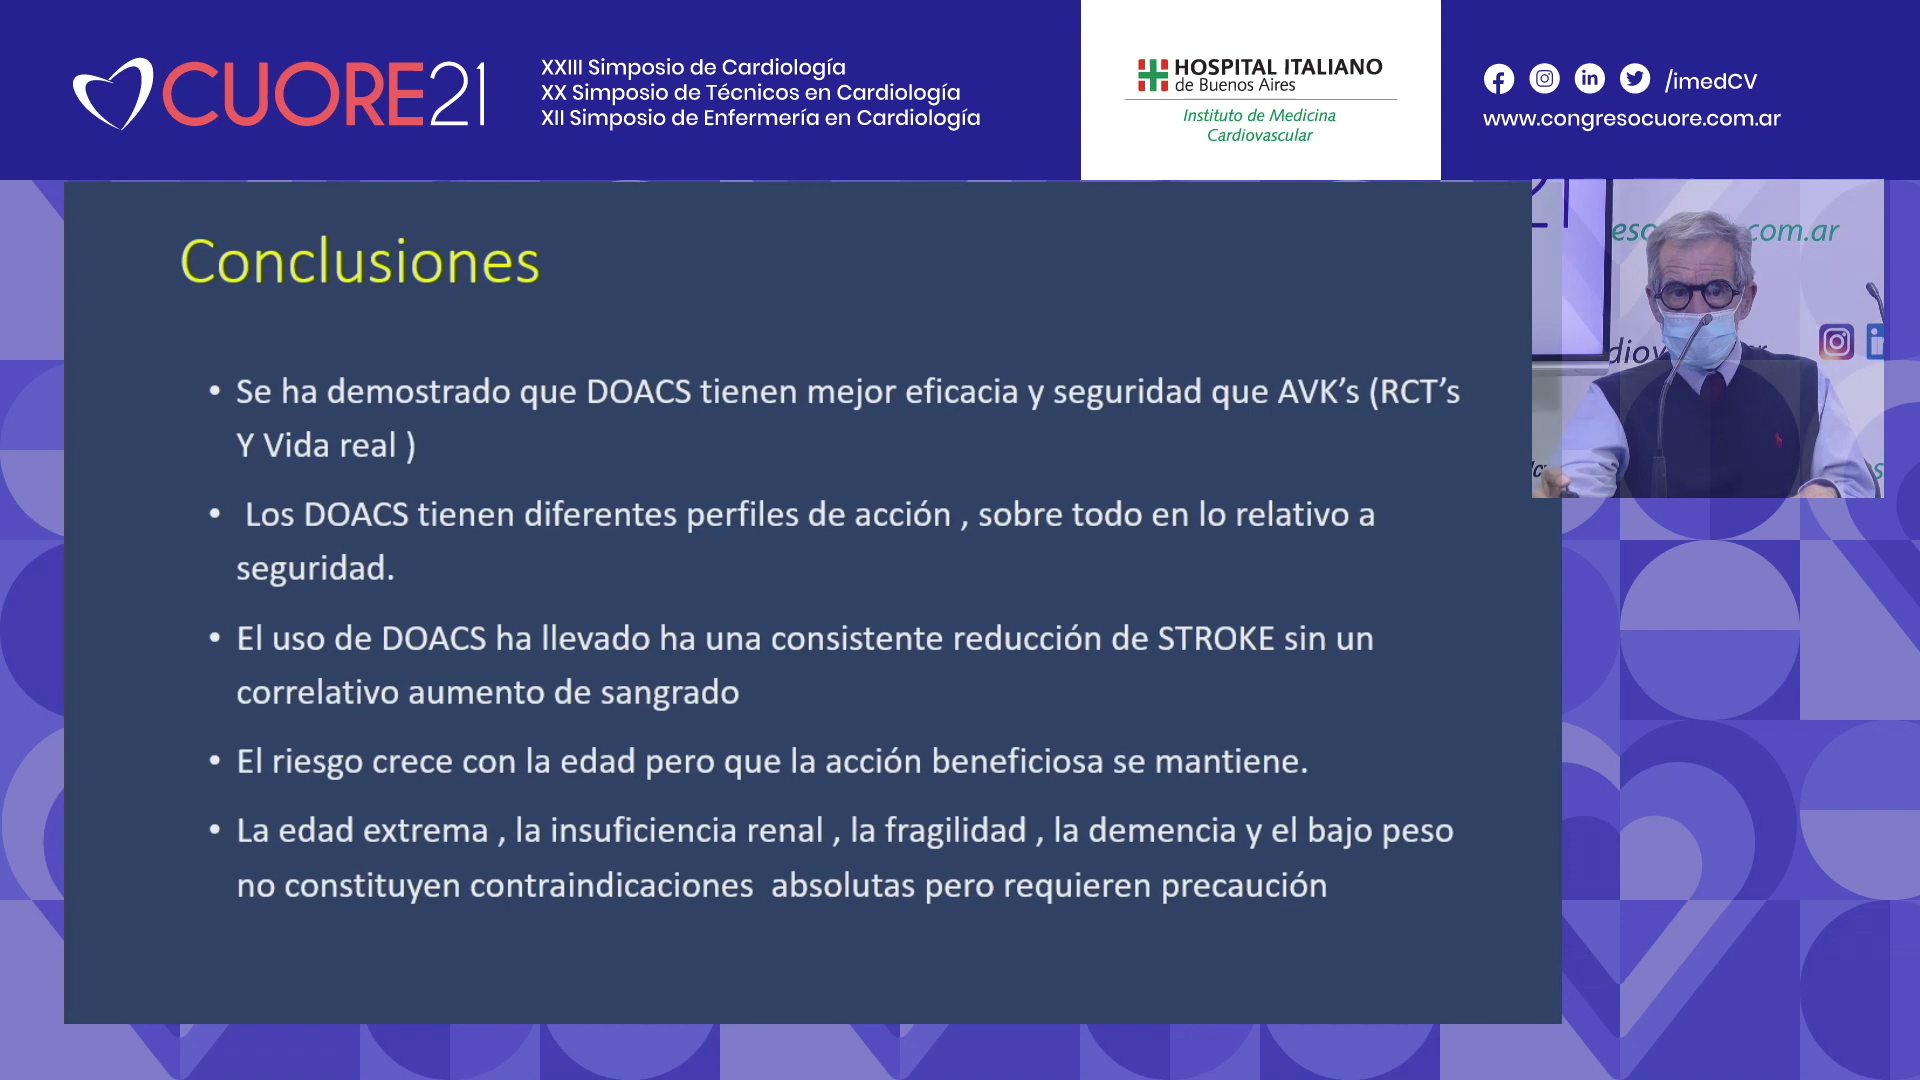 CUORE21
XXIII Simposio de Cardiología
XX Simposio de Técnicos en Cardiología
XII Simposio de Enfermería en Cardiología
HOSPITAL ITALIANO
de Buenos Aires
Instituto de Medicina
Cardiovascular
/imedCV
www.congresocuore.com.ar
Conclusiones
• Se ha demostrado que DOACS tienen mejor eficacia y seguridad que AVK’s (RCT’s
Y Vida real )
• Los DOACS tienen diferentes perfiles de acción , sobre todo en lo relativo a
seguridad.
• El uso de DOACS ha llevado ha una consistente reducción de STROKE sin un
correlativo aumento de sangrado
• El riesgo crece con la edad pero que la acción beneficiosa se mantiene.
• La edad extrema , la insuficiencia renal , la fragilidad , la demencia y el bajo peso
no constituyen contraindicaciones absolutas pero requieren precaución
com.ar